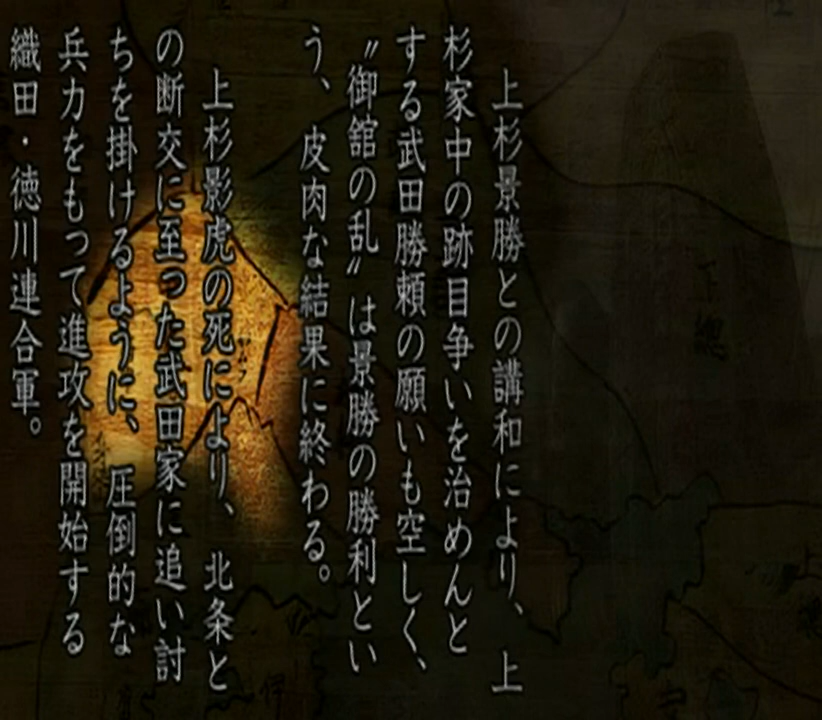 上杉景勝との講和により、上
杉家中の跡目争いを治めんと
する武田勝頼の願いも空しく、
〝御舘の乱〟は景勝の勝利とい
う、皮肉な結果に終わる。
上杉影虎の死により、北条と
の断交に至った武田家に追い討
ちを掛けるように、圧倒的な
兵力をもって進攻を開始する
織田・徳川連合軍。